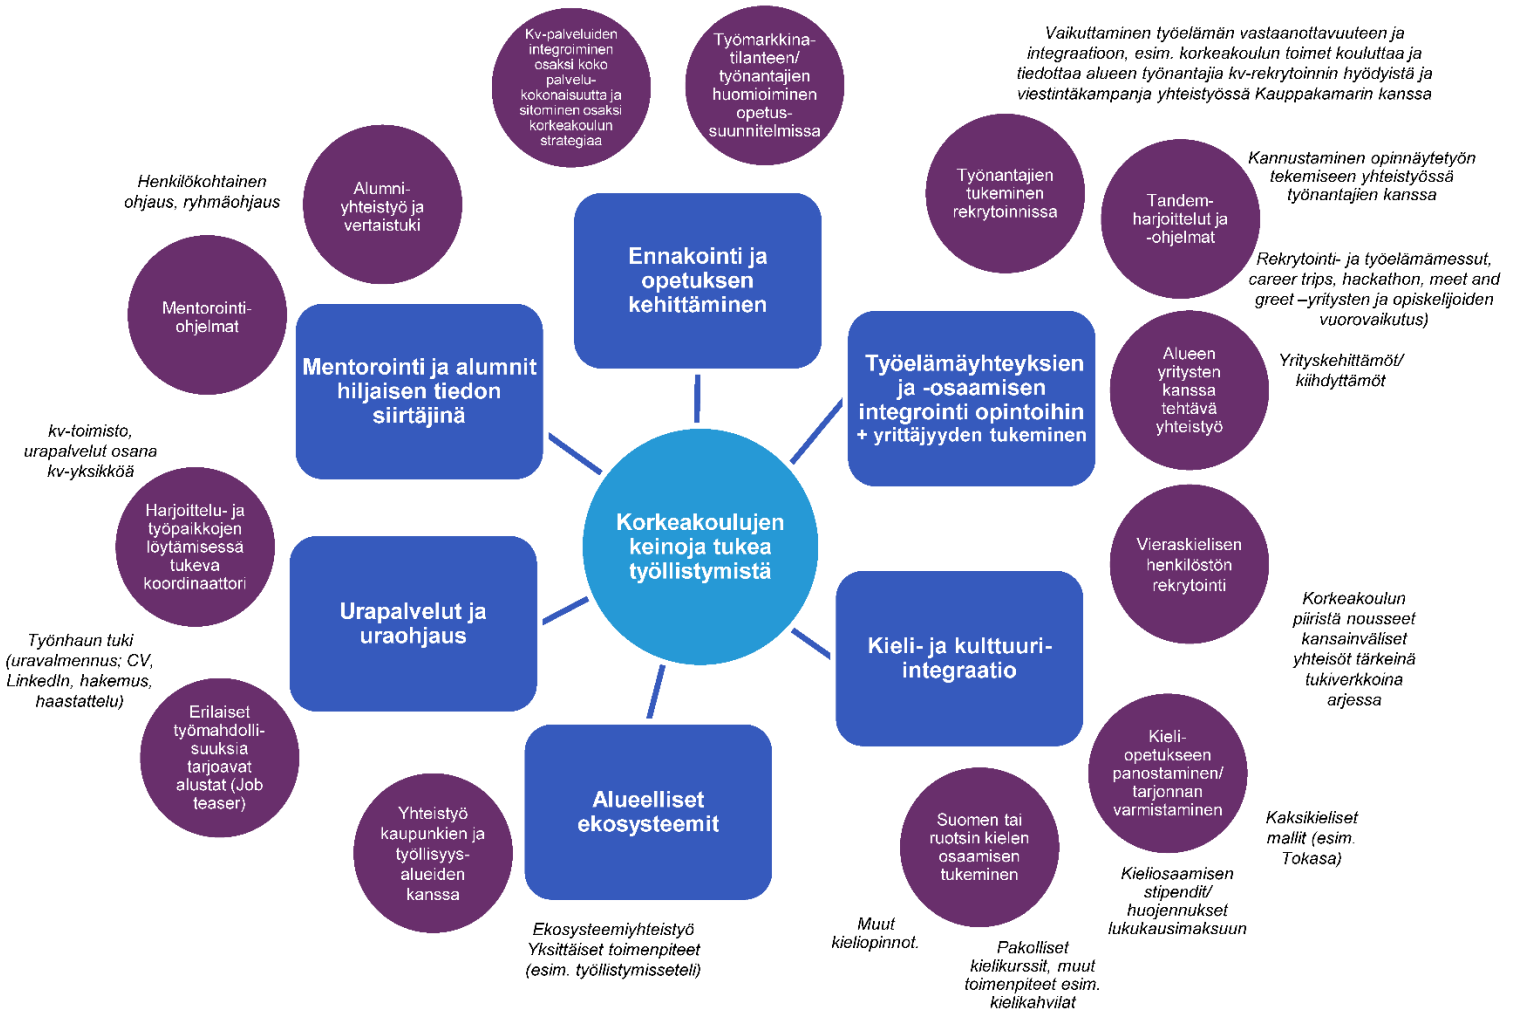 Kv-palveluiden
integroiminen
osaksi koko
palvelu-
kokonaisuutta ja
sitominen osaksi
korkeakoulun
strategiaa
Työmarkkina-
tilanteen/
työnantajien
huomioiminen
opetus-
suunnitelmissa
Vaikuttaminen työelämän vastaanottavuuteen ja
integraatioon, esim. korkeakoulun toimet kouluttaa ja
tiedottaa alueen työnantajia kv-rekrytoinnin hyödyistä ja
viestintäkampanja yhteistyössä Kauppakamarin kanssa
Henkilökohtainen
ohjaus, ryhmäohjaus
Alumni-
yhteistyö ja
vertaistuki
Työnantajien
tukeminen
rekrytoinnissa
Tandem-
harjoittelut ja
-ohjelmat
Kannustaminen opinnäytetyön
tekemiseen yhteistyössä
työnantajien kanssa
Mentorointi-
ohjelmat
Ennakointi ja
opetuksen
kehittäminen
Rekrytointi- ja työelämämessut,
career trips, hackathon, meet and
greet –yritysten ja opiskelijoiden
vuorovaikutus)
Mentorointi ja alumnit
hiljaisen tiedon
siirtäjinä
Työelämäyhteyksien
ja -osaamisen
integrointi opintoihin
+ yrittäjyyden tukeminen
Alueen
yritysten
kanssa
tehtävä
yhteistyö
Yrityskehittämöt/
kiihdyttämöt
kv-toimisto,
urapalvelut osana
kv-yksikköä
Harjoittelu- ja
työpaikkojen
löytämisessä
tukeva
koordinaattori
Korkeakoulujen
keinoja tukea
työllistymistä
Vieraskielisen
henkilöstön
rekrytointi
Urapalvelut ja
uraohjaus
Kieli- ja kulttuuri-
integraatio
Korkeakoulun
piiristä nousseet
kansainväliset
yhteisöt tärkeinä
tukiverkkoina
arjessa
Työnhaun tuki
(uravalmennus; CV,
LinkedIn, hakemus,
haastattelu)
Erilaiset
työmahdolli-
suuksia
tarjoavat
alustat (Job
teaser)
Alueelliset
ekosysteemit
Kieli-
opetukseen
panostaminen/
tarjonnan
varmistaminen
Yhteistyö
kaupunkien ja
työllisyys-
alueiden
kanssa
Suomen tai
ruotsin kielen
osaamisen
tukeminen
Kaksikieliset
mallit (esim.
Tokasa)
Kieliosaamisen
stipendit/
huojennukset
lukukausimaksuun
Ekosysteemiyhteistyö
Yksittäiset toimenpiteet
(esim. työllistymisseteli)
Muut
kieliopinnot.
Pakolliset
kielikurssit, muut
toimenpiteet esim.
kielikahvilat